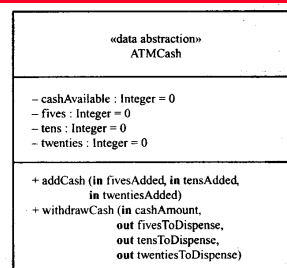 «data abstraction»
ATMCash
– cashAvailable : Integer = 0
– fives : Integer = 0
– tens : Integer = 0
– twenties : Integer = 0
+ addCash (in fivesAdded, in tensAdded,
in twentiesAdded)
+ withdrawCash (in cashAmount,
out fivesToDispense,
out tensToDispense,
out twentiesToDispense)